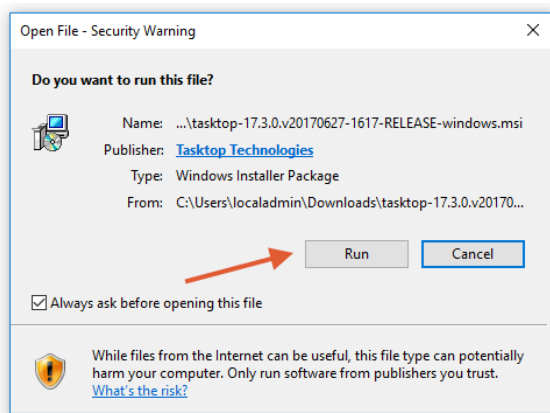 Open File - Security Warning
Do you want to run this file?
Name: ...\tasktop-17.3.0.v20170627-1617-RELEASE-windows.msi
Publisher: Tasktop Technologies
Type: Windows Installer Package
From: C:\Users\localadmin\Downloads\tasktop-17.3.0.v20170...
Run Cancel
Always ask before opening this file
While files from the Internet can be useful, this file type can potentially
harm your computer. Only run software from publishers you trust.
What's the risk?